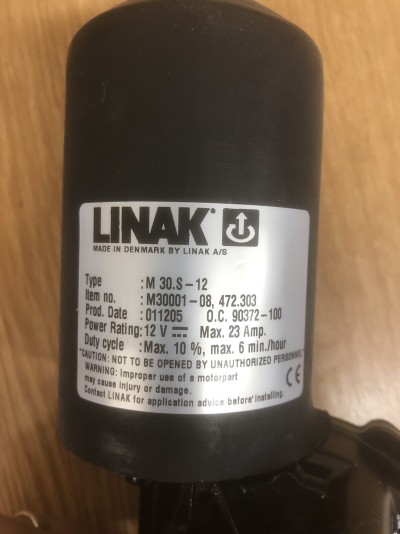 LINAK®
MADE IN DENMARK BY LINAK A/S
Type : M 30.S-12
Item no. : M30001-08, 472.303
Prod. Date : 011205 O.C. 90372-100
Power Rating: 12 V Max. 23 Amp.
Duty cycle : Max. 10 %, max. 6 min./hour
*CAUTION: NOT TO BE OPENED BY UNAUTHORIZED PERSONNEL*
WARNING: Improper use of a motorpart
may cause injury or damage.
Contact LINAK for application advice before installing.
CE